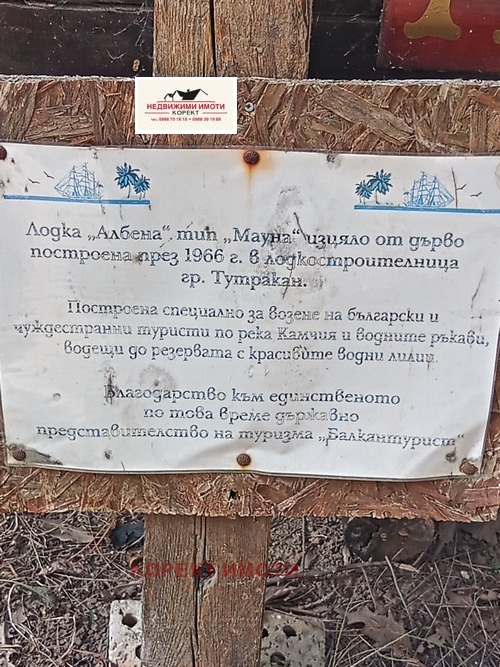 НЕДВИЖИМИ ИМОТИ
КОРЕКТ
Лодка „Албена“ тип „Мауна“ изцяло от дърво
построена през 1966 г. в лодкостроителница
гр. Тутракан.
Построена специално за возене на български и
чуждестранни туристи по река Камчия и водните ръкави,
водещи до резервата с красивите водни лилии.
Благодарство към единственото
по това време държавно
представителство на туризма „Балкантурист“
КОРЕКТ ИМОТИ